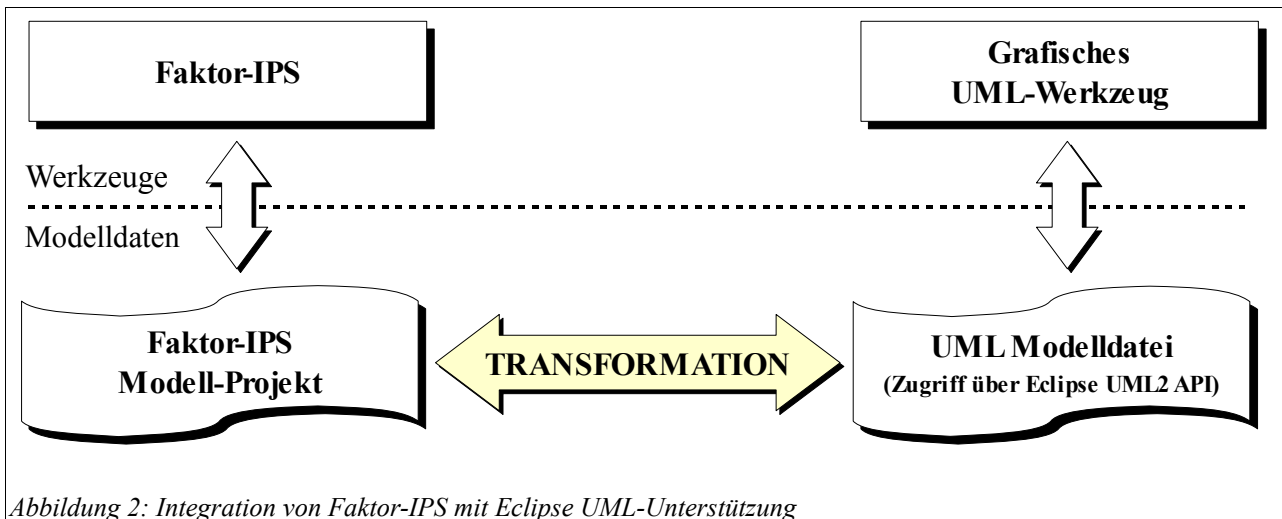 Faktor-IPS
Grafisches
UML-Werkzeug
Werkzeuge
Modelldaten
Faktor-IPS
Modell-Projekt
TRANSFORMATION
UML Modelldatei
(Zugriff über Eclipse UML2 API)
Abbildung 2: Integration von Faktor-IPS mit Eclipse UML-Unterstützung